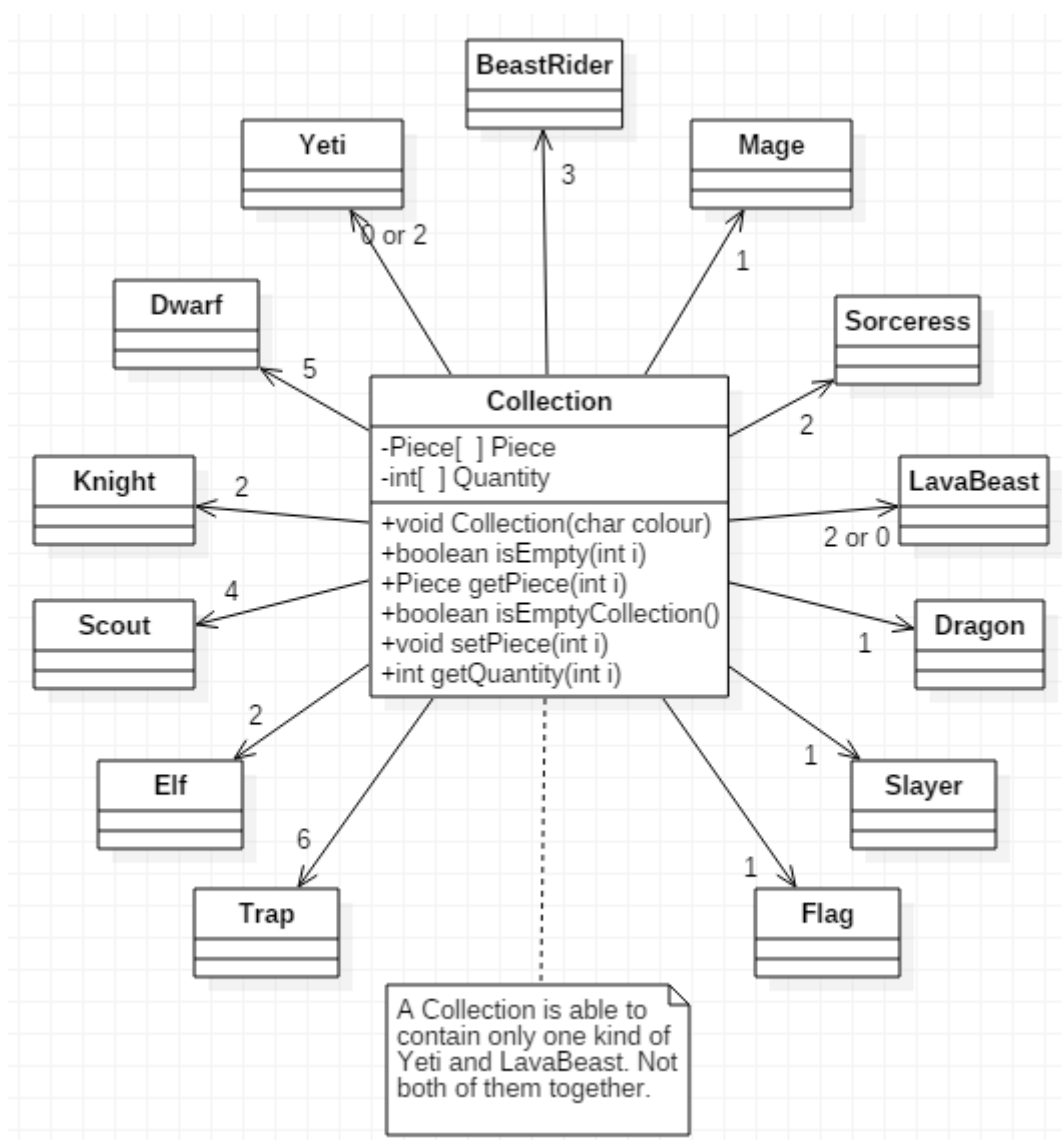 BeastRider
3
Yeti
0 or 2
Mage
1
Dwarf
5
Sorceress
2
Collection
-Piece[ ] Piece
-int[ ] Quantity
+void Collection(char colour)
+boolean isEmpty(int i)
+Piece getPiece(int i)
+boolean isEmptyCollection()
+void setPiece(int i)
+int getQuantity(int i)
Knight
2
LavaBeast
2 or 0
Scout
4
Dragon
1
Elf
2
Slayer
1
Trap
6
Flag
1
A Collection is able to
contain only one kind of
Yeti and LavaBeast. Not
both of them together.